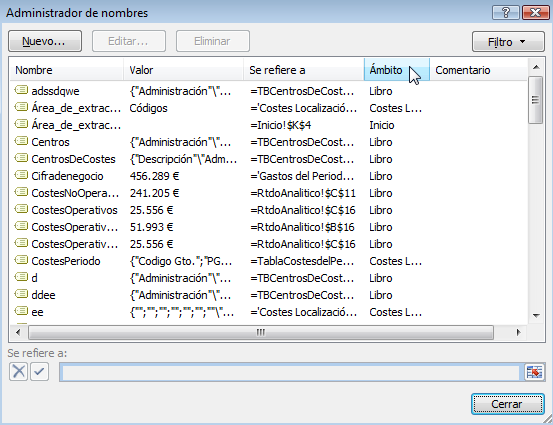 Administrador de nombres
Nuevo... Editar... Eliminar Filtro
Nombre Valor Se refiere a Ámbito Comentario
adssdqwe {"Administración"\"... =TBCentrosDeCost... Libro
Área_de_extrac... Códigos ='Costes Localizació... Costes L...
Área_de_extrac... =Inicio!$K$4 Inicio
Centros {"Administración"\"... =TBCentrosDeCost... Libro
CentrosDeCostes {"Descripción"\"Adm... =TBCentrosDeCost... Libro
Cifradenegocio 456.289 € ='Gastos del Period... Libro
CostesNoOpera... 241.205 € =RtdoAnalitico!$C$11 Libro
CostesOperativos 25.556 € =RtdoAnalitico!$C$16 Libro
CostesOperativ... 51.993 € =RtdoAnalitico!$B$16 Libro
CostesOperativ... 25.556 € =RtdoAnalitico!$C$16 Libro
CostesPeriodo {"Codigo Gto.";"PG... =TablaCostesdelPe... Costes L...
d {"Administración"\"... =TBCentrosDeCost... Libro
ddee {"Administración"\"... =TBCentrosDeCost... Libro
ee {"";"";"";"";"";"";""\"... ='Costes Localizació... Costes L...
Se refiere a:
Cerrar